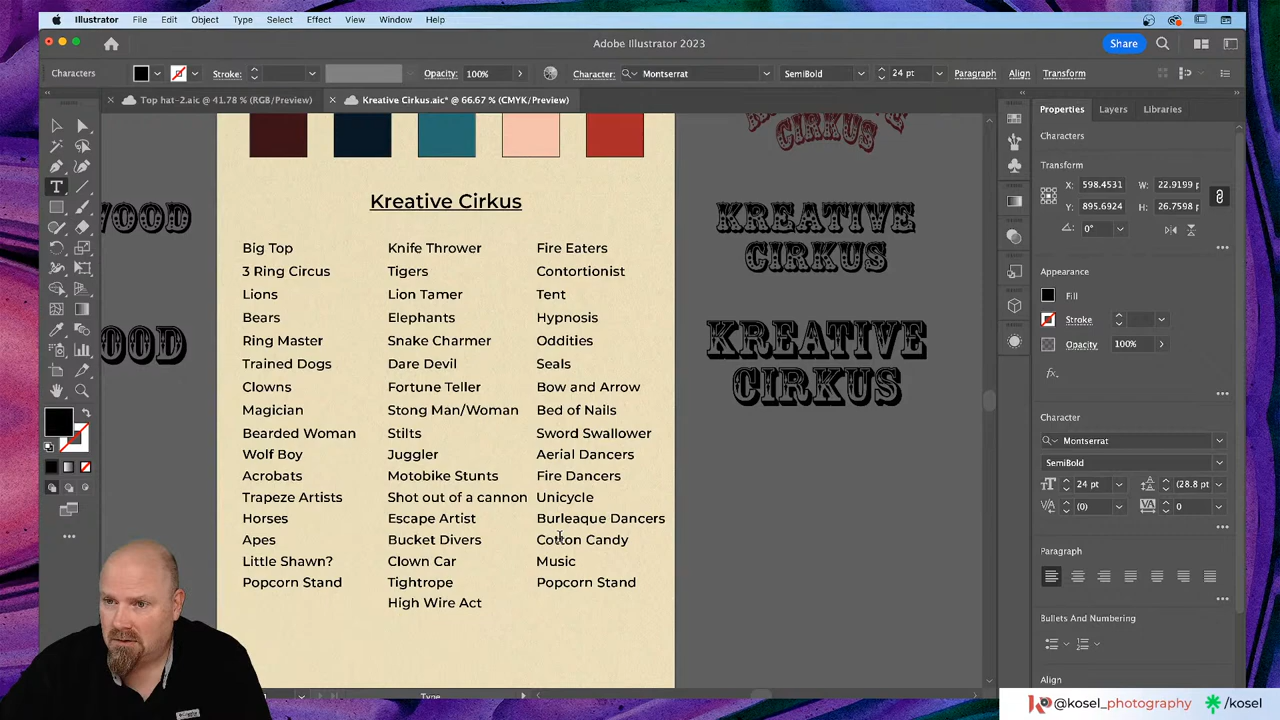 Illustrator File Edit Object Type Select Effect View Window Help
Adobe Illustrator 2023
Share
Characters Stroke: Opacity: 100% Character: Montserrat SemiBold 24 pt Paragraph Align Transform
Top hat-2.aic @ 41.78 % (RGB/Preview)
Kreative Cirkus.aic* @ 66.67 % (CMYK/Preview)
Properties Layers Libraries
Characters
Transform
X: 598.4531 W: 22.9199 p
Y: 895.6924 H: 26.7598 p
0°
Appearance
Fill
Stroke
Opacity 100%
Character
Montserrat
SemiBold
24 pt (28.8 pt
(0) 0
Paragraph
Bullets And Numbering
Align
CIRKUS
WOOD
OOD
KREATIVE
CIRKUS
KREATIVE
CIRKUS
Kreative Cirkus
Big Top
3 Ring Circus
Lions
Bears
Ring Master
Trained Dogs
Clowns
Magician
Bearded Woman
Wolf Boy
Acrobats
Trapeze Artists
Horses
Apes
Little Shawn?
Popcorn Stand
Knife Thrower
Tigers
Lion Tamer
Elephants
Snake Charmer
Dare Devil
Fortune Teller
Stong Man/Woman
Stilts
Juggler
Motobike Stunts
Shot out of a cannon
Escape Artist
Bucket Divers
Clown Car
Tightrope
High Wire Act
Fire Eaters
Contortionist
Tent
Hypnosis
Oddities
Seals
Bow and Arrow
Bed of Nails
Sword Swallower
Aerial Dancers
Fire Dancers
Unicycle
Burleaque Dancers
Cotton Candy
Music
Popcorn Stand
Type
@kosel_photography /kosel